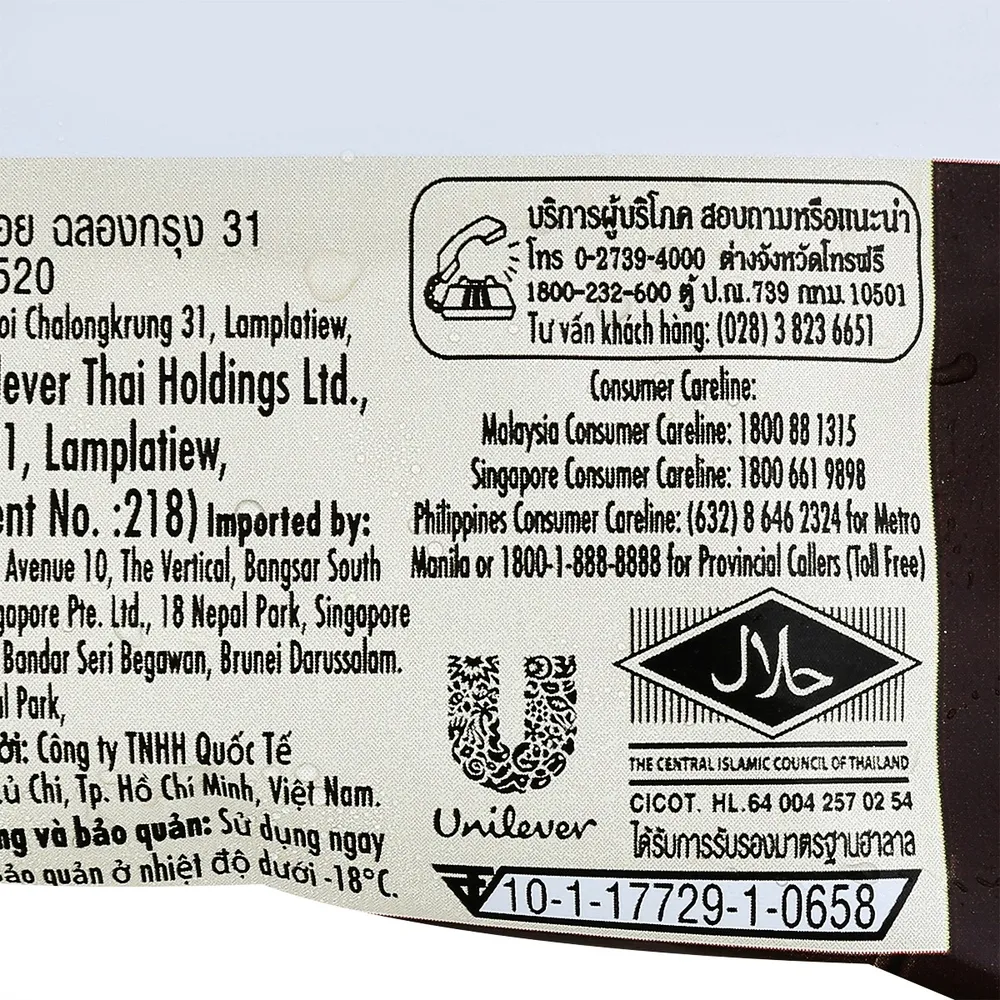 อย ฉลองกรุง 31
520
oi Chalongkrung 31, Lamplatiew,
lever Thai Holdings Ltd.,
1, Lamplatiew,
ent No. :218) Imported by:
Avenue 10, The Vertical, Bangsar South
gapore Pte. Ltd., 18 Nepal Park, Singapore
Bandar Seri Begawan, Brunei Darussalam.
al Park,
ởi: Công ty TNHH Quốc Tế
Củ Chi, Tp. Hồ Chí Minh, Việt Nam.
ng và bảo quản: Sử dụng ngay
bảo quản ở nhiệt độ dưới -18°C.
บริการผู้บริโภค สอบถามหรือแนะนำ
โทร 0-2739-4000 ต่างจังหวัดโทรฟรี
1800-232-600 ตู้ ป.ณ.739 กทม 10501
Tư vấn khách hàng: (028) 3 823 6651
Consumer Careline:
Malaysia Consumer Careline: 1800 88 1315
Singapore Consumer Careline: 1800 661 9898
Philippines Consumer Careline: (632) 8 646 2324 for Metro
Manila or 1800-1-888-8888 for Provincial Callers (Toll Free)
Unilever
حلال
THE CENTRAL ISLAMIC COUNCIL OF THAILAND
CICOT. HL.64 004 257 02 54
ได้รับการรับรองมาตรฐานฮาลาล
อย 10-1-17729-1-0658